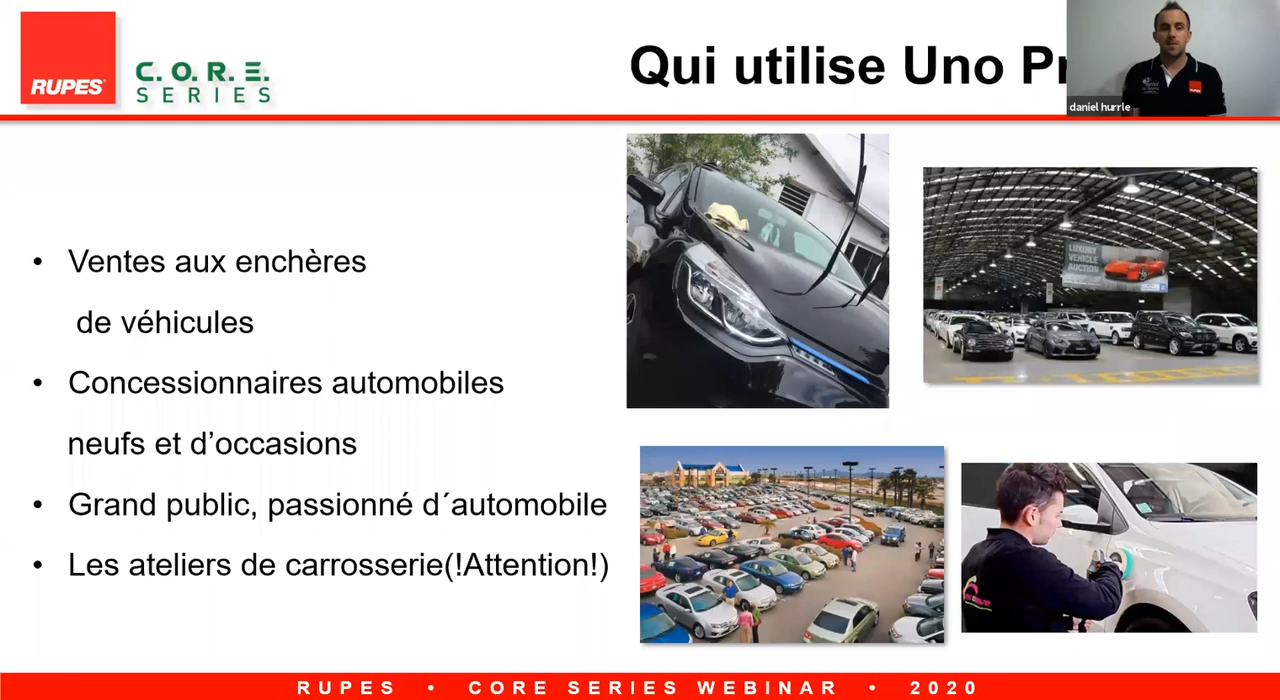 RUPES
C.O.R.E.
SERIES
Qui utilise Uno
daniel hurrle
• Ventes aux enchères
de véhicules
• Concessionnaires automobiles
neufs et d’occasions
• Grand public, passionné d´automobile
• Les ateliers de carrosserie(!Attention!)
LUXURY
VEHICLE
AUCTION
RUPES • CORE SERIES WEBINAR • 2020